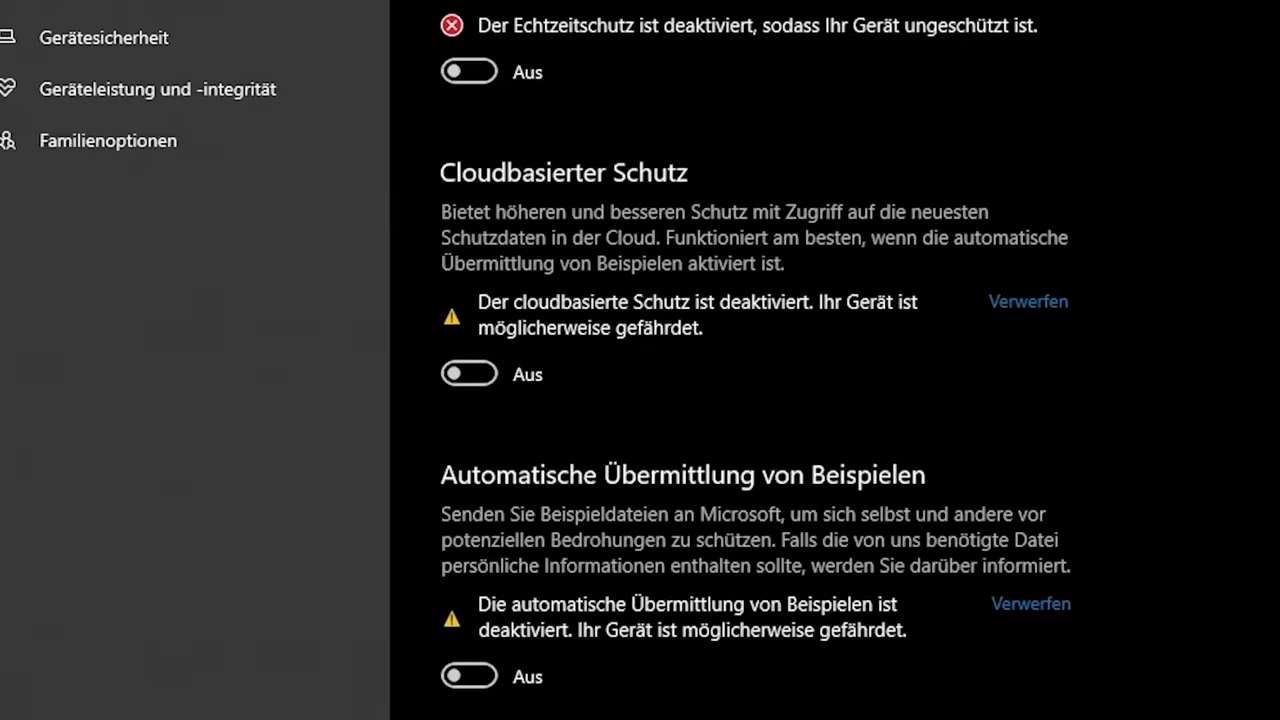 Gerätesicherheit
Geräteleistung und -integrität
Familienoptionen
Der Echtzeitschutz ist deaktiviert, sodass Ihr Gerät ungeschützt ist.
Aus
Cloudbasierter Schutz
Bietet höheren und besseren Schutz mit Zugriff auf die neuesten
Schutzdaten in der Cloud. Funktioniert am besten, wenn die automatische
Übermittlung von Beispielen aktiviert ist.
Der cloudbasierte Schutz ist deaktiviert. Ihr Gerät ist
möglicherweise gefährdet.
Verwerfen
Aus
Automatische Übermittlung von Beispielen
Senden Sie Beispieldateien an Microsoft, um sich selbst und andere vor
potenziellen Bedrohungen zu schützen. Falls die von uns benötigte Datei
persönliche Informationen enthalten sollte, werden Sie darüber informiert.
Die automatische Übermittlung von Beispielen ist
deaktiviert. Ihr Gerät ist möglicherweise gefährdet.
Verwerfen
Aus